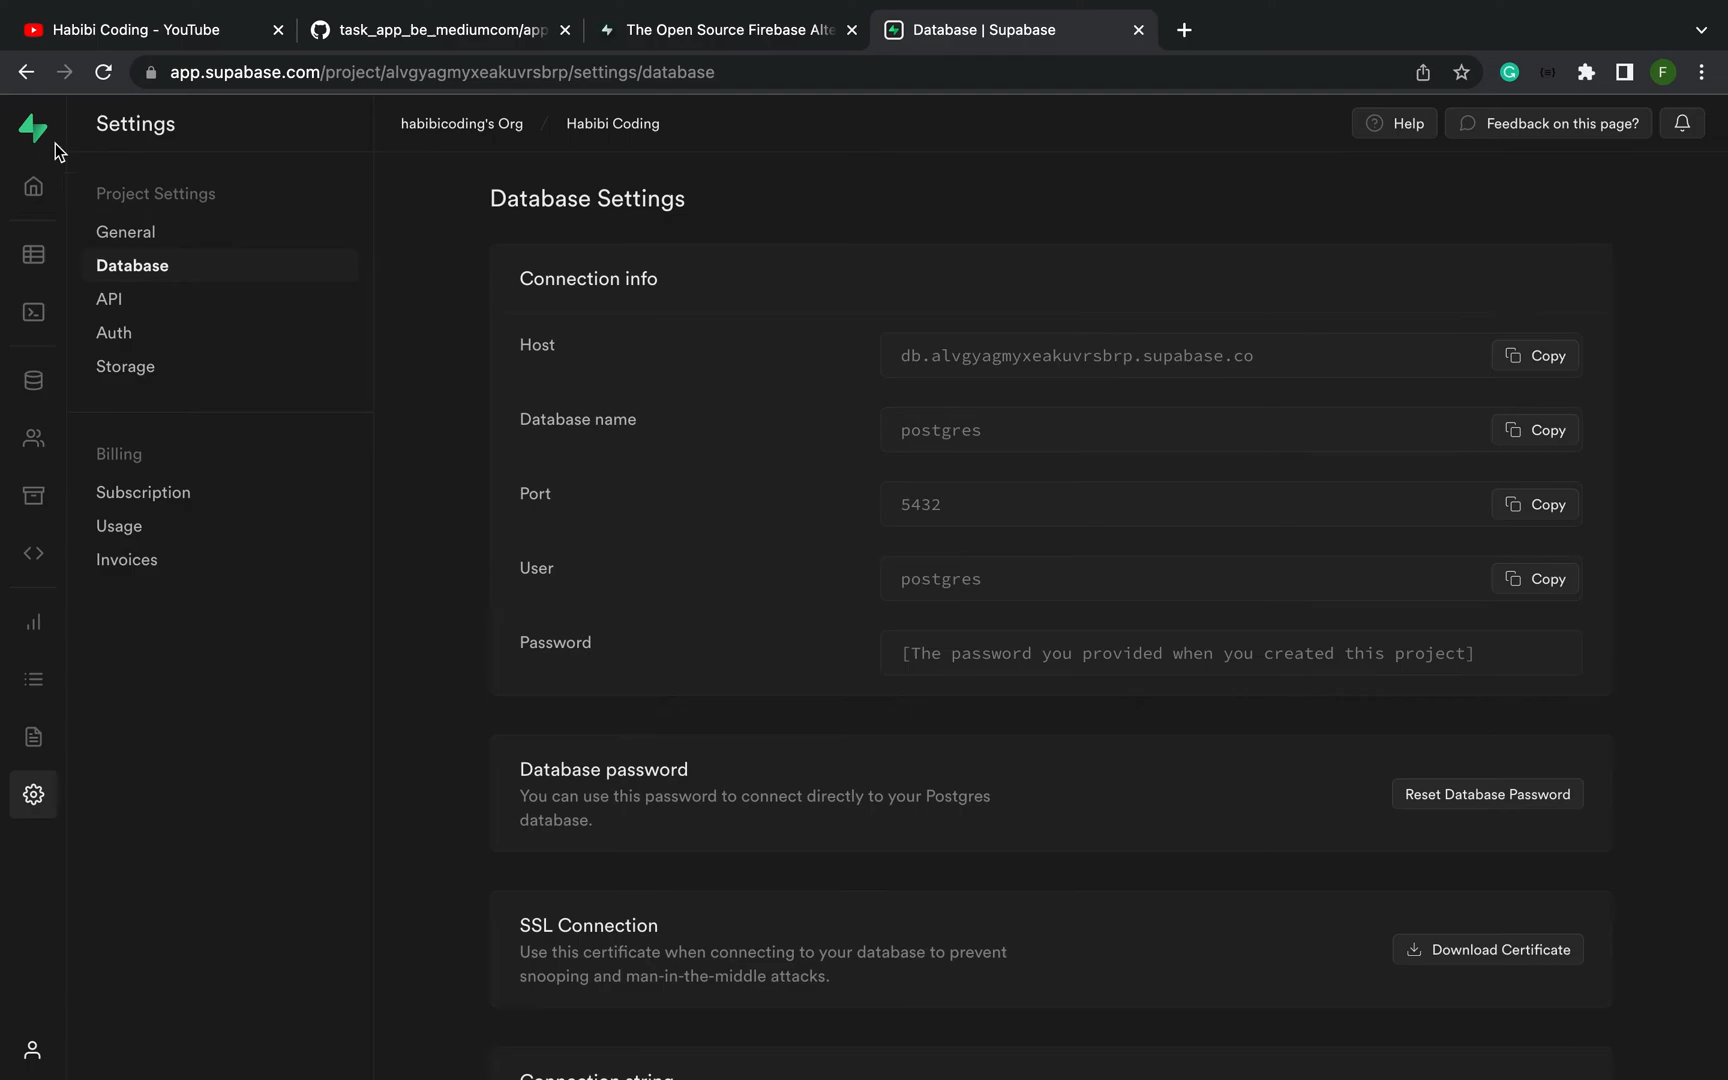 Habibi Coding - YouTube
task_app_be_mediumcom/app
The Open Source Firebase Alte
Database | Supabase
app.supabase.com/project/alvgyagmyxeakuvrsbrp/settings/database
F
Settings
habibicoding's Org / Habibi Coding
Help
Feedback on this page?
Project Settings
General
Database
API
Auth
Storage
Billing
Subscription
Usage
Invoices
Database Settings
Connection info
Host
db.alvgyagmyxeakuvrsbrp.supabase.co
Copy
Database name
postgres
Copy
Port
5432
Copy
User
postgres
Copy
Password
[The password you provided when you created this project]
Database password
You can use this password to connect directly to your Postgres
database.
Reset Database Password
SSL Connection
Use this certificate when connecting to your database to prevent
snooping and man-in-the-middle attacks.
Download Certificate
Connection string